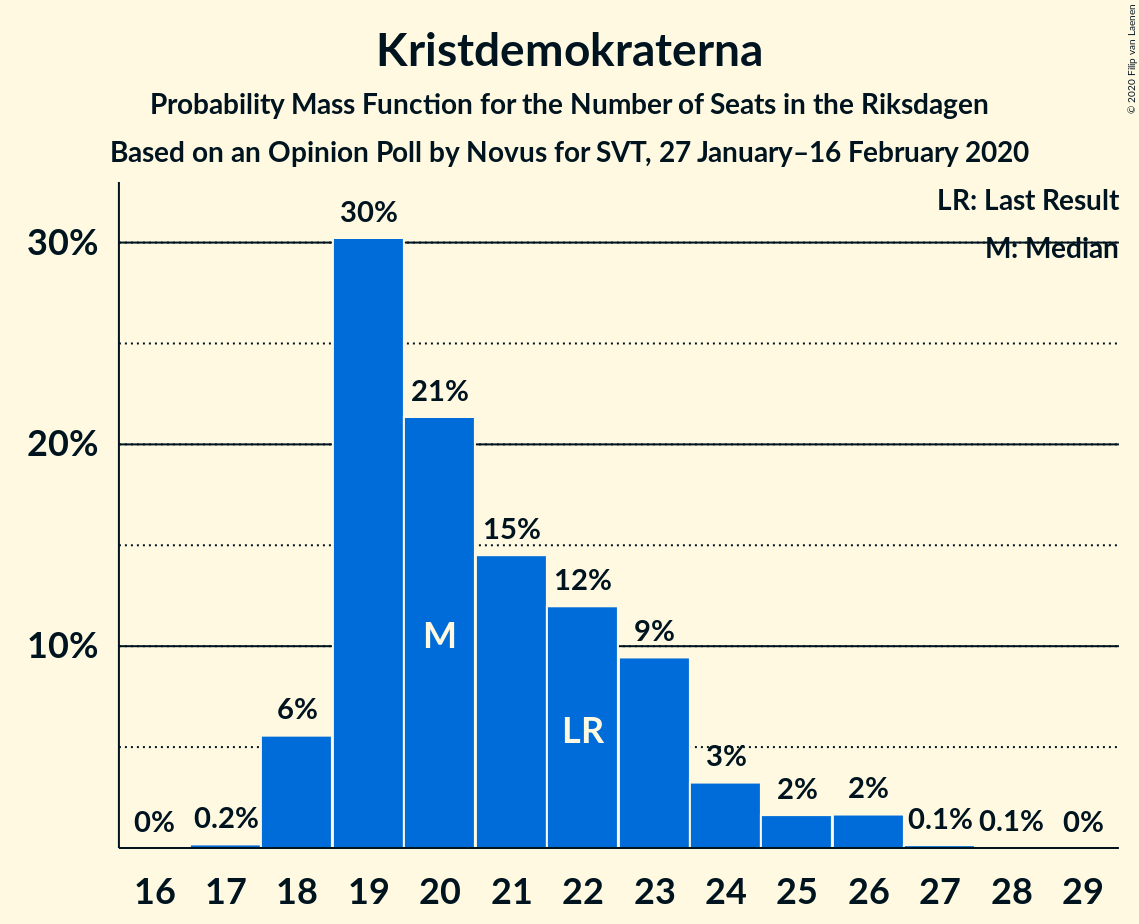 Kristdemokraterna
Probability Mass Function for the Number of Seats in the Riksdagen
Based on an Opinion Poll by Novus for SVT, 27 January–16 February 2020
© 2020 Filip van Laenen
LR: Last Result
M: Median
30%
20%
10%
0%
0.2%
6%
30%
21%
15%
12%
9%
3%
2%
2%
0.1%
0.1%
0%
M
LR
16 17 18 19 20 21 22 23 24 25 26 27 28 29